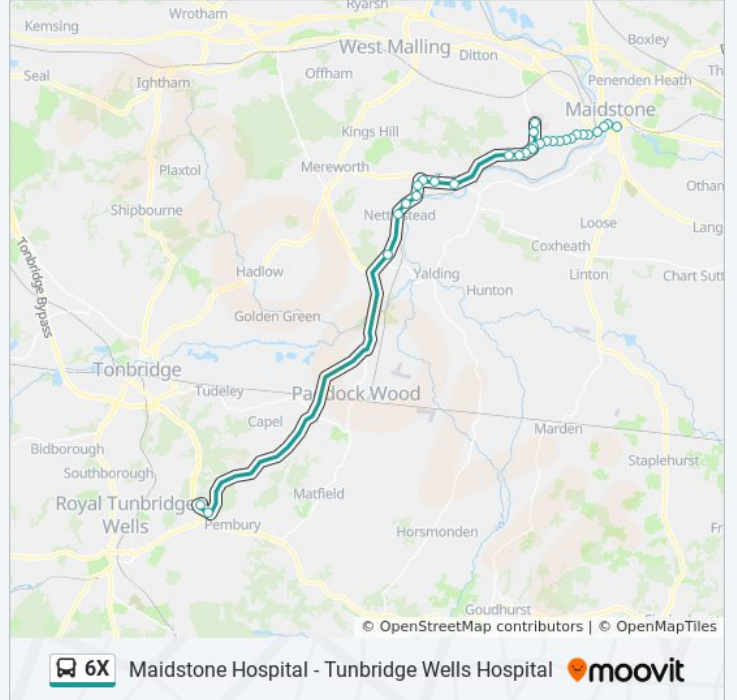 Kemsing
Wrotham
Ryarsh
West Malling
Ditton
Boxley
Seal
Ightham
Offham
Penenden Heath
Th
Maidstone
Kings Hill
Mereworth
Plaxtol
Otham
Shipbourne
Nettlestead
Loose
Lang
Coxheath
Tonbridge Bypass
Hadlow
Yalding
Linton
Chart Sutt
Hunton
Golden Green
Tonbridge
Tudeley
Paddock Wood
Capel
Marden
Bidborough
Staplehurst
Southborough
Royal Tunbridge
Wells
Matfield
Pembury
Horsmonden
Fr
Goudhurst
© OpenStreetMap contributors | © OpenMapTiles
6X Maidstone Hospital - Tunbridge Wells Hospital moovit